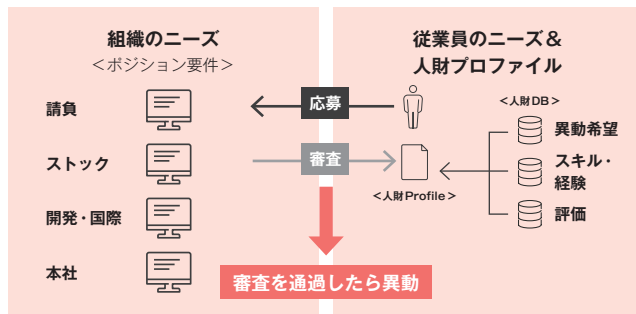 組織のニーズ
＜ポジション要件＞
請負
ストック
開発・国際
本社
応募
審査
従業員のニーズ＆
人財プロファイル
＜人財DB＞
異動希望
スキル・
経験
評価
＜人財Profile＞
審査を通過したら異動